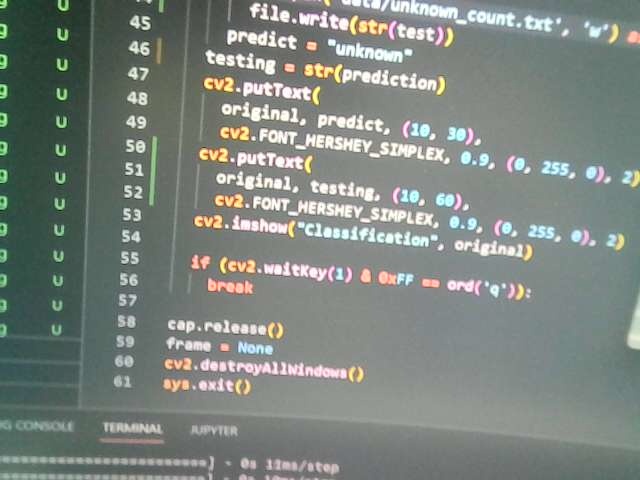 44 'data/unknown_count.txt', 'w')
45 file.write(str(test))
46 predict = "unknown"
47 testing = str(prediction)
48 cv2.putText(
49 original, predict, (10, 30),
50 cv2.FONT_HERSHEY_SIMPLEX, 0.9, (0, 255, 0), 2)
51 cv2.putText(
52 original, testing, (10, 60),
53 cv2.FONT_HERSHEY_SIMPLEX, 0.9, (0, 255, 0), 2)
54 cv2.imshow("Classification", original)
55
56 if (cv2.waitKey(1) & 0xFF == ord('q')):
57 break
58
59 cap.release()
60 frame = None
61 cv2.destroyAllWindows()
sys.exit()
g U
g U
g U
g U
g U
g U
g U
g U
g U
g U
g U
g U
CONSOLE TERMINAL JUPYTER
=========================] - 0s 11ms/step